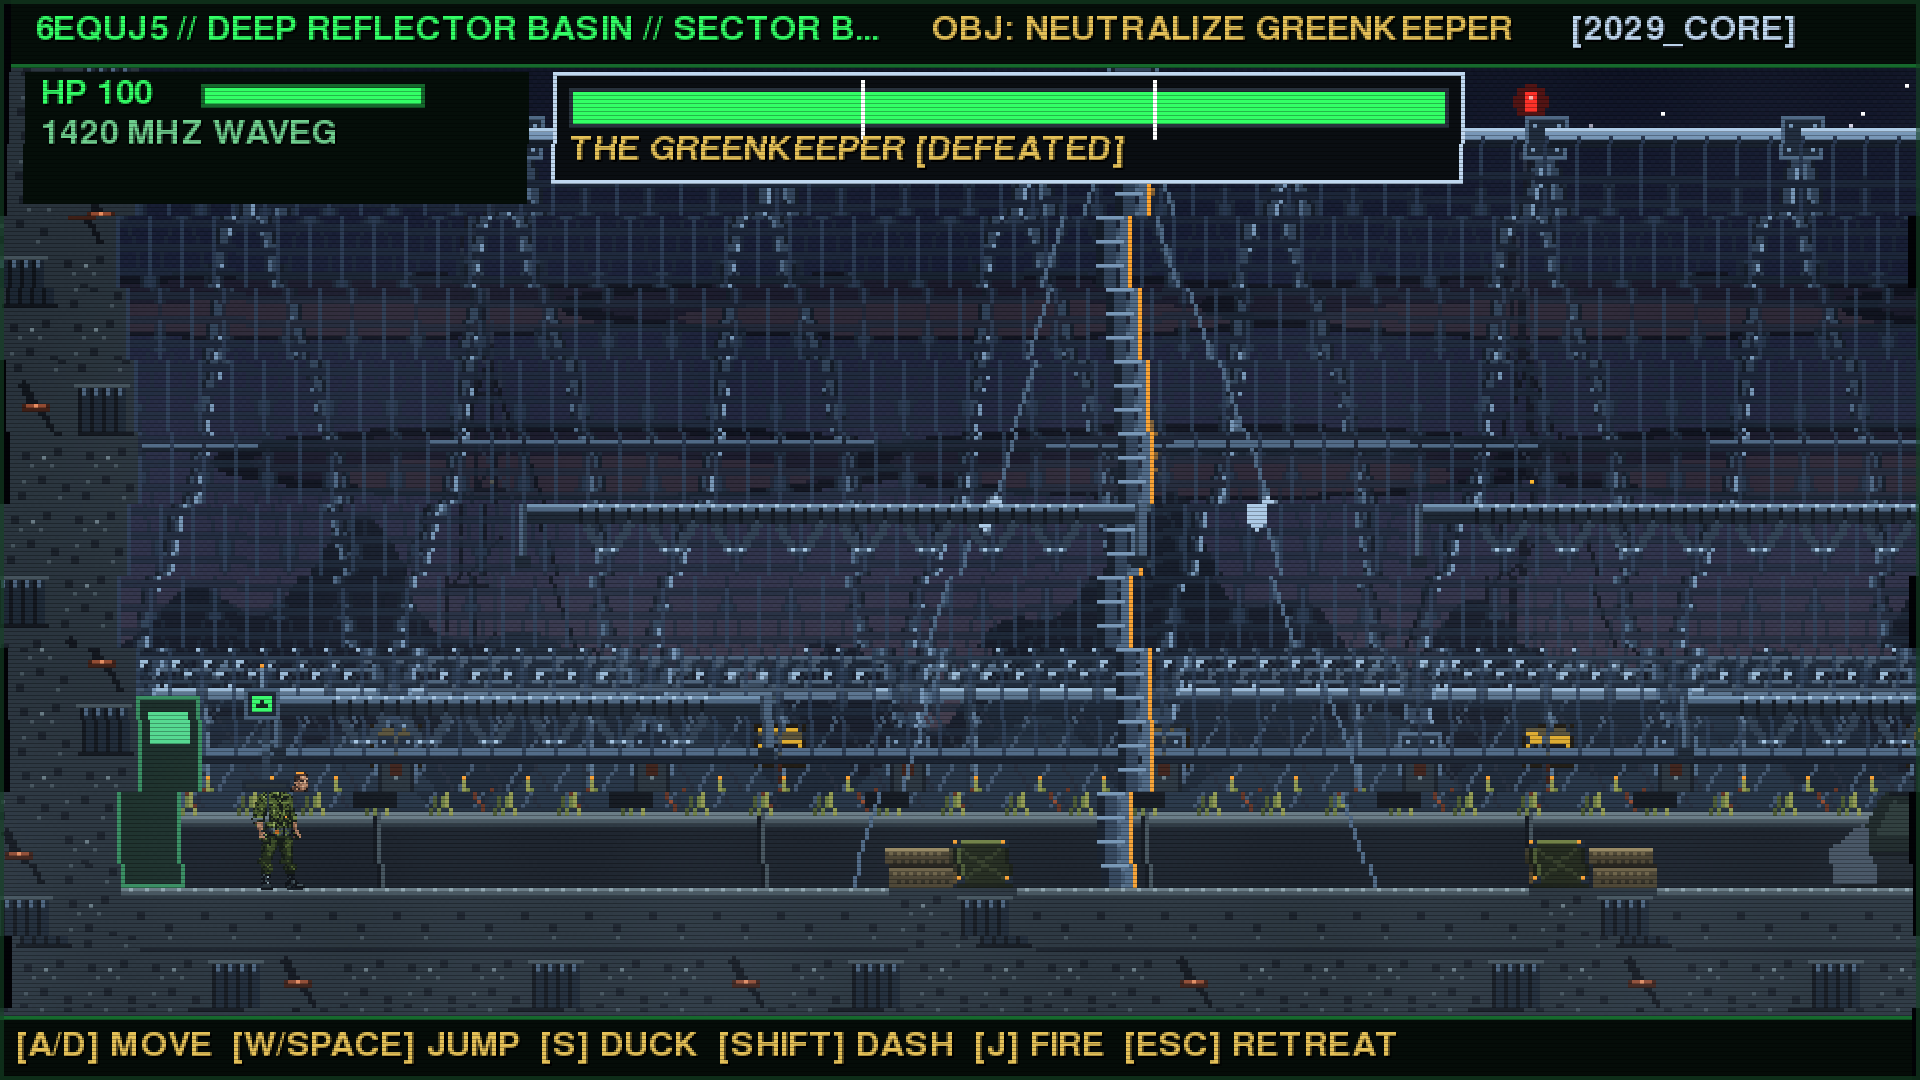 6EQUJ5 // DEEP REFLECTOR BASIN // SECTOR B... OBJ: NEUTRALIZE GREENKEEPER [2029_CORE]
HP 100
1420 MHZ WAVEG
THE GREENKEEPER [DEFEATED]
[A/D] MOVE [W/SPACE] JUMP [S] DUCK [SHIFT] DASH [J] FIRE [ESC] RETREAT